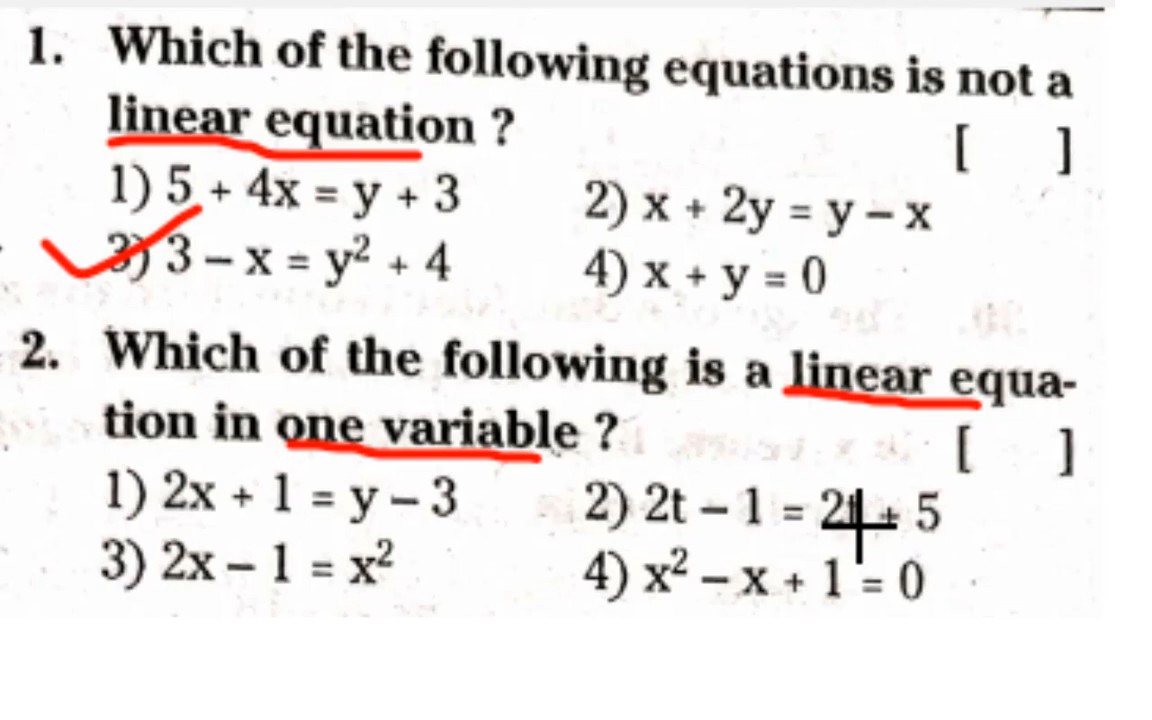 1. Which of the following equations is not a
linear equation ? [ ]
1) 5 + 4x = y + 3 2) x + 2y = y – x
3) 3 – x = y² + 4 4) x + y = 0
2. Which of the following is a linear equa-
tion in one variable ? [ ]
1) 2x + 1 = y – 3 2) 2t – 1 = 2t + 5
3) 2x – 1 = x² 4) x² – x + 1 = 0